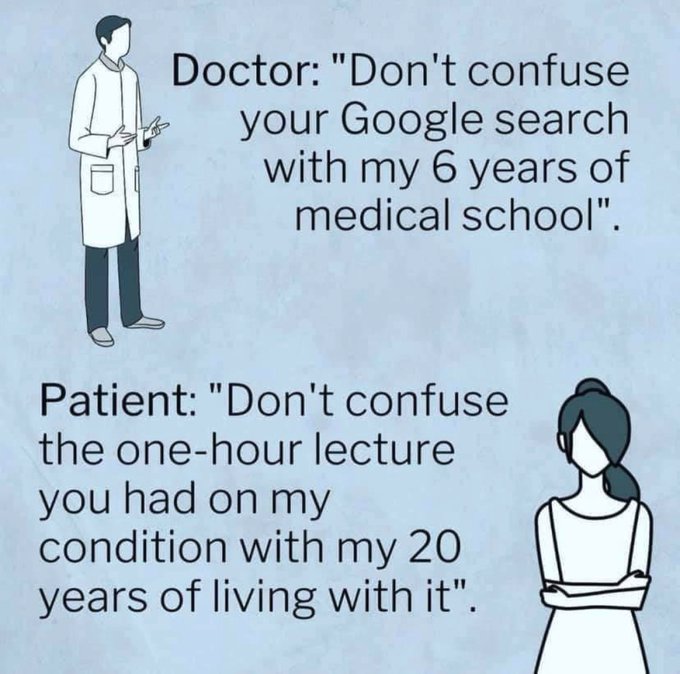 Doctor: "Don't confuse
your Google search
with my 6 years of
medical school".
Patient: "Don't confuse
the one-hour lecture
you had on my
condition with my 20
years of living with it".